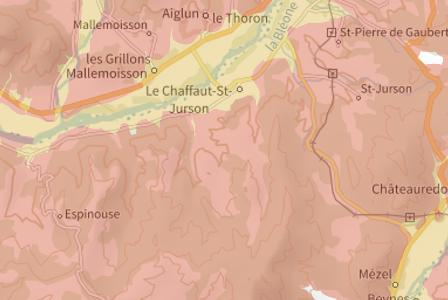 Aiglun
le Thoron
Mallemoisson
la Bléone
St-Pierre de Gaubert
les Grillons
Mallemoisson
Le Chaffaut-St-
Jurson
St-Jurson
Châteauredo
Espinouse
Mézel
Beynes